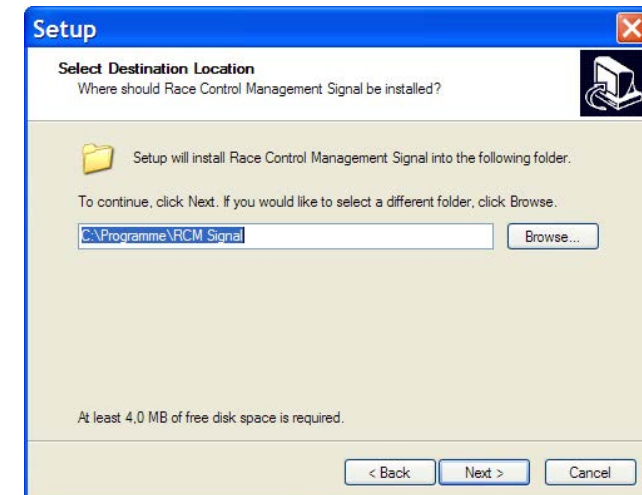 Setup
Select Destination Location
Where should Race Control Management Signal be installed?
Setup will install Race Control Management Signal into the following folder.
To continue, click Next. If you would like to select a different folder, click Browse.
C:\Programme\RCM Signal
Browse...
At least 4,0 MB of free disk space is required.
< Back
Next >
Cancel